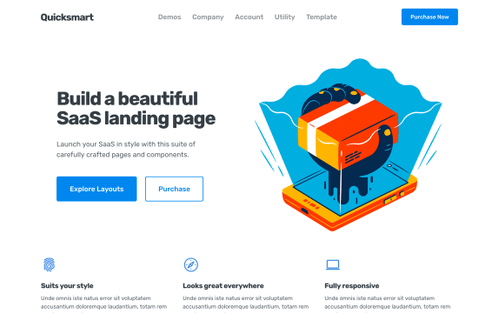 Quicksmart
Demos Company Account Utility Template
Purchase Now
Build a beautiful
SaaS landing page
Launch your SaaS in style with this suite of
carefully crafted pages and components.
Explore Layouts Purchase
Suits your style
Unde omnis iste natus error sit voluptatem
accusantium doloremque laudantium, totam rem
Looks great everywhere
Unde omnis iste natus error sit voluptatem
accusantium doloremque laudantium, totam rem
Fully responsive
Unde omnis iste natus error sit voluptatem
accusantium doloremque laudantium, totam rem